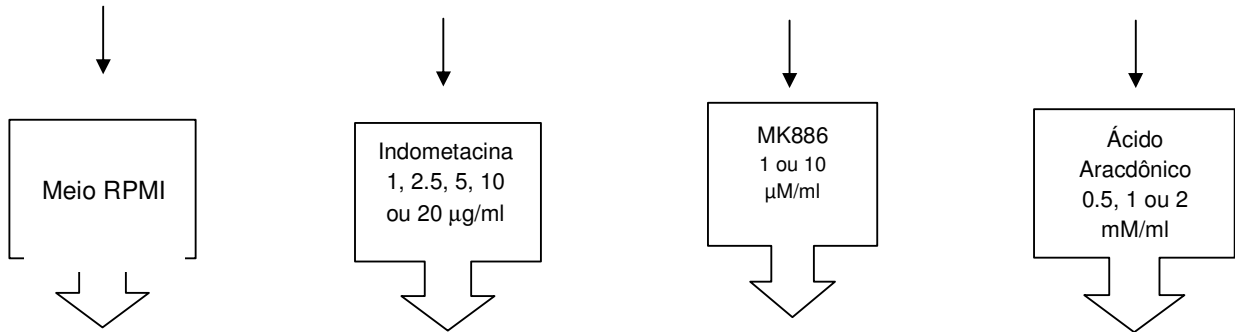 Meio RPMI
Indometacina
1, 2.5, 5, 10
ou 20 µg/ml
MK886
1 ou 10
µM/ml
Ácido
Aracdônico
0.5, 1 ou 2
mM/ml